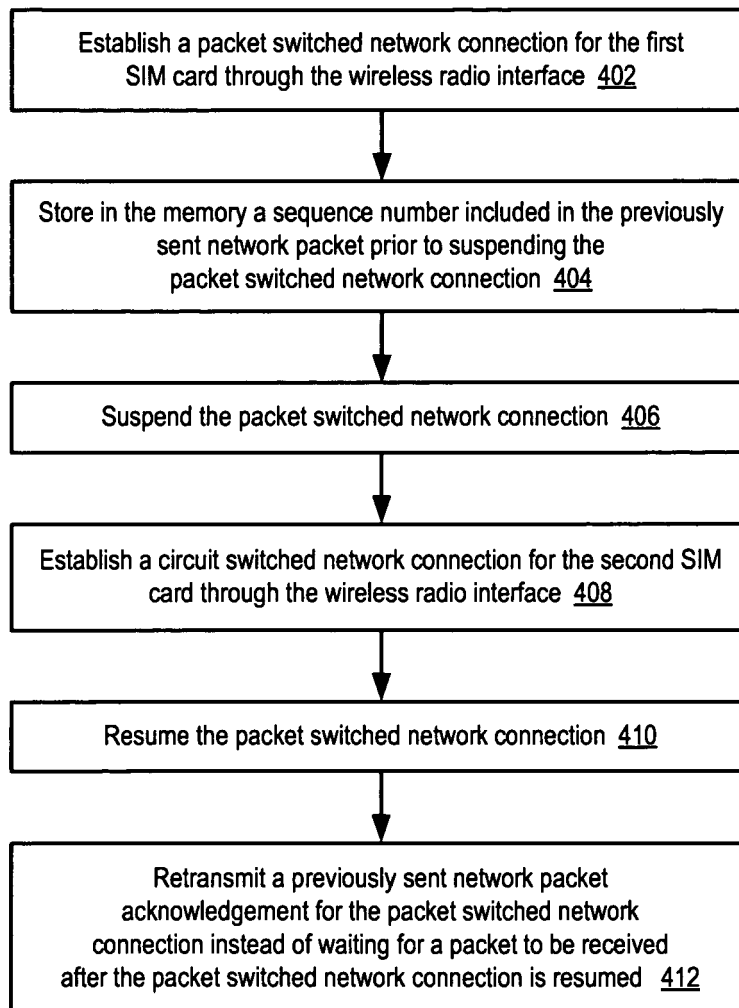 Establish a packet switched network connection for the first
SIM card through the wireless radio interface 402
Store in the memory a sequence number included in the previously
sent network packet prior to suspending the
packet switched network connection 404
Suspend the packet switched network connection 406
Establish a circuit switched network connection for the second SIM
card through the wireless radio interface 408
Resume the packet switched network connection 410
Retransmit a previously sent network packet
acknowledgement for the packet switched network
connection instead of waiting for a packet to be received
after the packet switched network connection is resumed 412